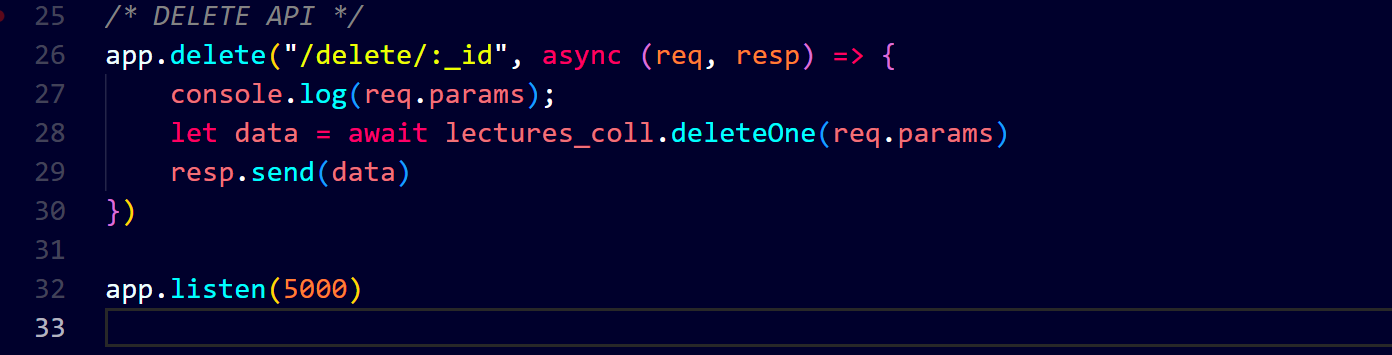 25 /* DELETE API */
26 app.delete("/delete/:_id", async (req, resp) => {
27     console.log(req.params);
28     let data = await lectures_coll.deleteOne(req.params)
29     resp.send(data)
30 })
31
32 app.listen(5000)
33